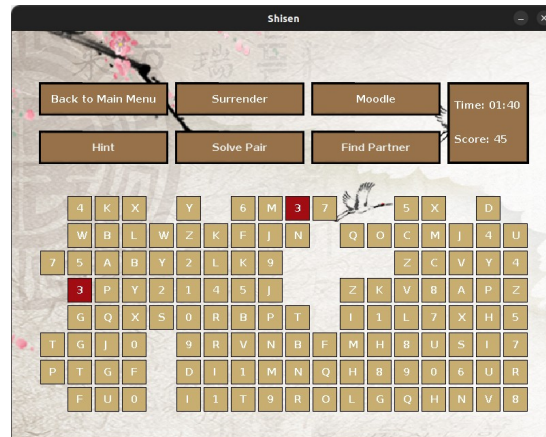 Shisen
Back to Main Menu Surrender Moodle Time: 01:40
Hint Solve Pair Find Partner Score: 45
4 K X Y 6 M 3 7 5 X D
W B L W Z K F J N Q O C M J 4 U
7 5 A B Y 2 L K 9 Z C V Y 4
3 P Y 2 1 4 5 J Z K V 8 A P Z
G Q X S 0 R B P T I 1 L 7 X H 5
T G J 0 9 R V N B F M H 8 U S I 7
P T G F D I 1 M N Q H 8 9 0 6 U R
F U 0 I 1 T 9 R O L G Q H N V 8